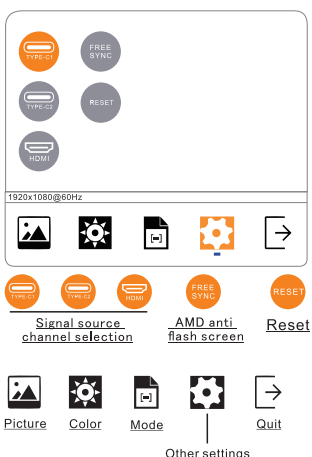 TYPE-C1
FREE
SYNC
TYPE-C2
RESET
HDMI
1920x1080@60Hz
TYPE-C1
TYPE-C2
HDMI
FREE
SYNC
RESET
Signal source
channel selection
AMD anti
flash screen
Reset
Picture
Color
Mode
Quit
Other settings